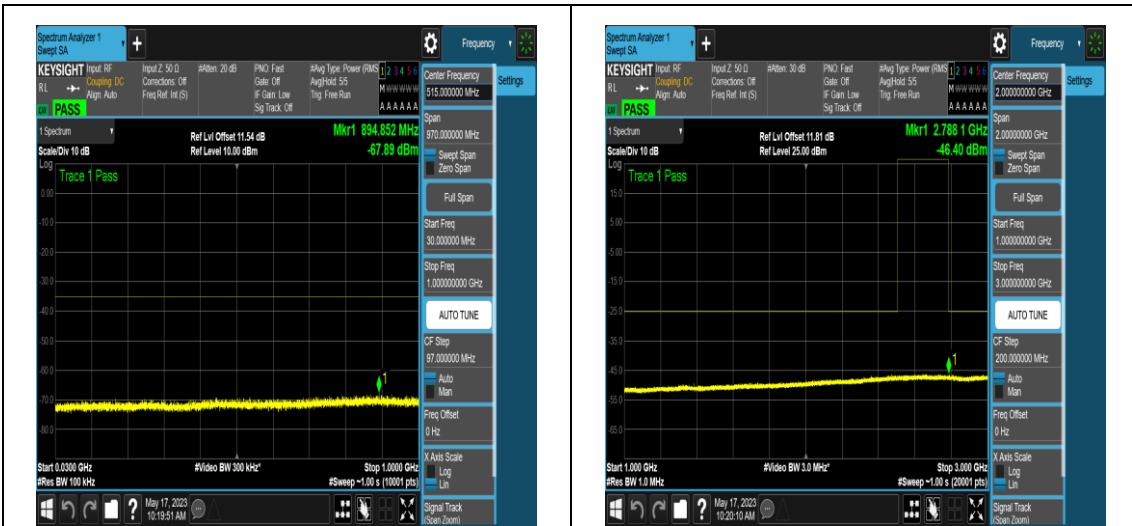 Spectrum Analyzer 1
Swept SA
+
Frequency
KEYSIGHT
RL
PASS
Input: RF
Coupling: DC
Align: Auto
Input Z: 50 Ω
Corrections: Off
Freq Ref: Int (S)
#Atten: 20 dB
PNO: Fast
Gate: Off
IF Gain: Low
Sig Track: Off
#Avg Type: Power (RMS
Avg|Hold: 5/5
Trig: Free Run
1 2 3 4 5 6
M W W W W W
A A A A A A
Center Frequency
515.000000 MHz
Settings
Span
970.000000 MHz
Swept Span
Zero Span
Full Span
Start Freq
30.000000 MHz
Stop Freq
1.000000000 GHz
AUTO TUNE
CF Step
97.000000 MHz
Auto
Man
Freq Offset
0 Hz
X Axis Scale
Log
Lin
Signal Track
(Span Zoom)
1 Spectrum
Scale/Div 10 dB
Log
Ref Lvl Offset 11.54 dB
Ref Level 10.00 dBm
Mkr1 894.852 MHz
-67.89 dBm
Trace 1 Pass
0.00
-10.0
-20.0
-30.0
-40.0
-50.0
-60.0
-70.0
-80.0
1
Start 0.0300 GHz
#Res BW 100 kHz
#Video BW 300 kHz*
Stop 1.0000 GHz
#Sweep ~1.00 s (10001 pts)
?
May 17, 2023
10:19:51 AM
Spectrum Analyzer 1
Swept SA
+
Frequency
KEYSIGHT
RL
PASS
Input: RF
Coupling: DC
Align: Auto
Input Z: 50 Ω
Corrections: Off
Freq Ref: Int (S)
#Atten: 30 dB
PNO: Fast
Gate: Off
IF Gain: Low
Sig Track: Off
#Avg Type: Power (RMS
Avg|Hold: 5/5
Trig: Free Run
1 2 3 4 5 6
M W W W W W
A A A A A A
Center Frequency
2.000000000 GHz
Settings
Span
2.00000000 GHz
Swept Span
Zero Span
Full Span
Start Freq
1.000000000 GHz
Stop Freq
3.000000000 GHz
AUTO TUNE
CF Step
200.000000 MHz
Auto
Man
Freq Offset
0 Hz
X Axis Scale
Log
Lin
Signal Track
(Span Zoom)
1 Spectrum
Scale/Div 10 dB
Log
Ref Lvl Offset 11.81 dB
Ref Level 25.00 dBm
Mkr1 2.788 1 GHz
-46.40 dBm
Trace 1 Pass
15.0
5.00
-5.00
-15.0
-25.0
-35.0
-45.0
-55.0
-65.0
1
Start 1.000 GHz
#Res BW 1.0 MHz
#Video BW 3.0 MHz*
Stop 3.000 GHz
#Sweep ~1.00 s (20001 pts)
?
May 17, 2023
10:20:10 AM